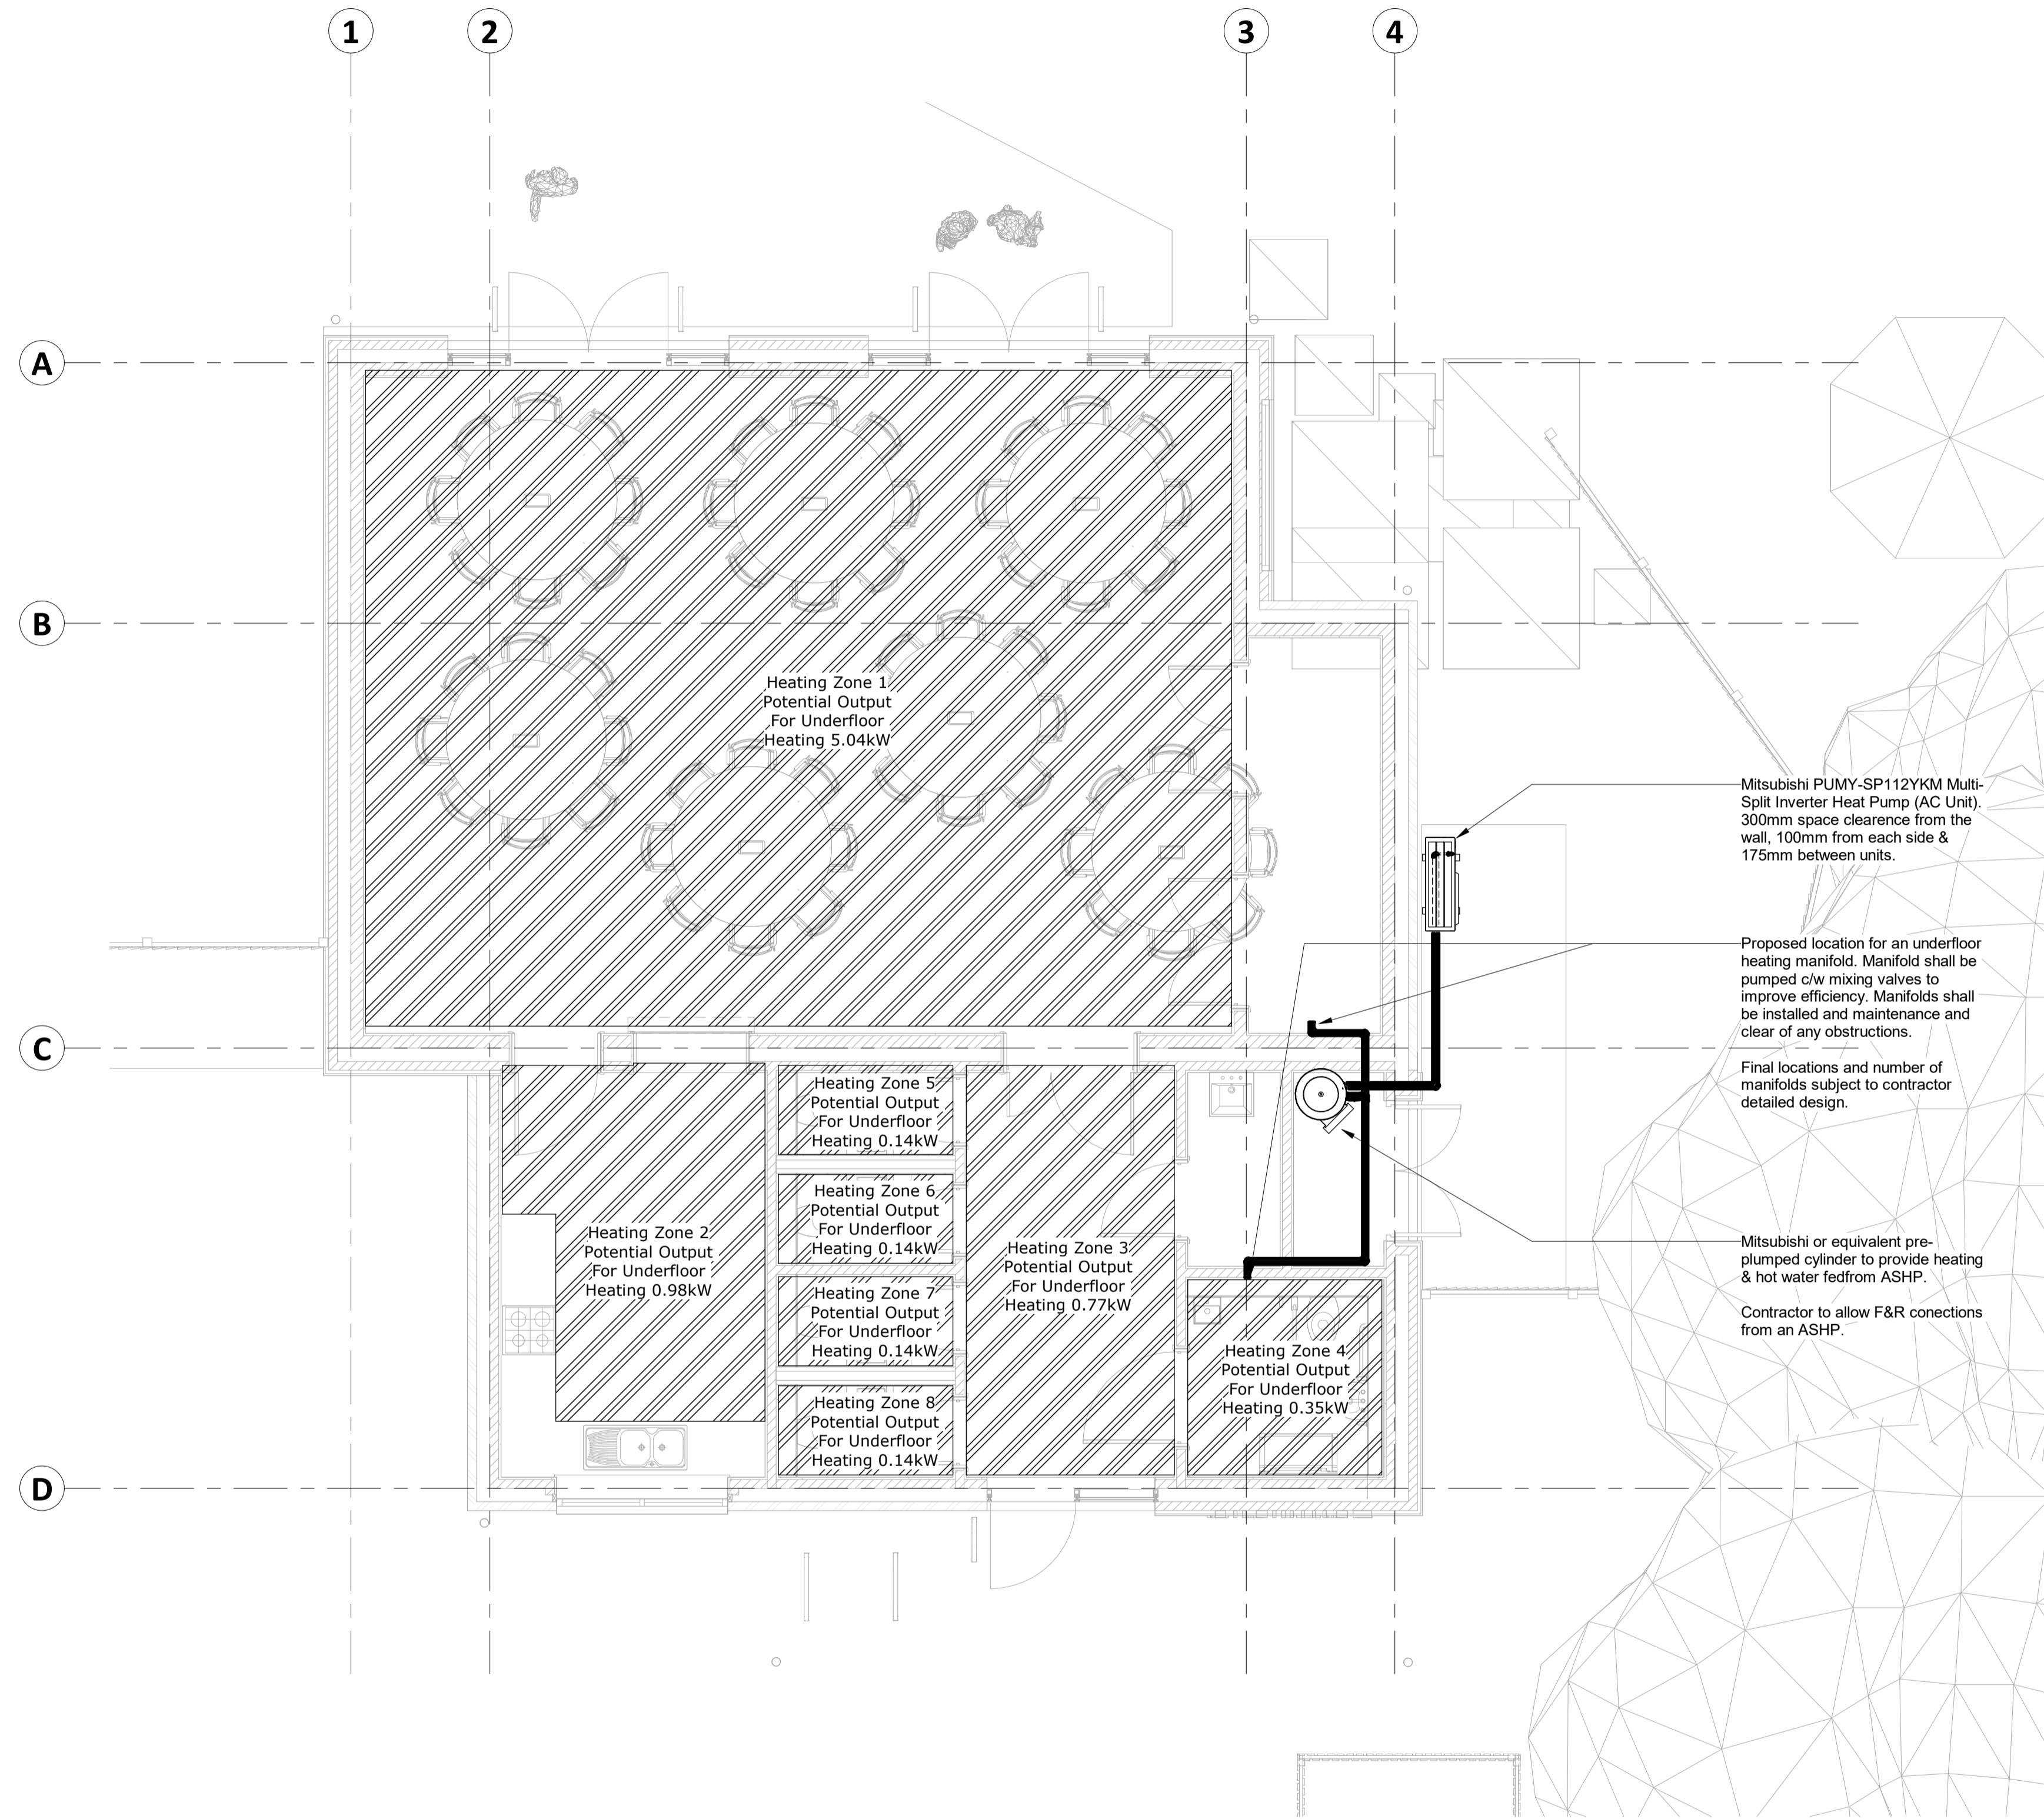 1
2
3
4
A
B
C
D
Heating Zone 1
Potential Output
For Underfloor
Heating 5.04kW
Mitsubishi PUMY-SP112YKM Multi-
Split Inverter Heat Pump (AC Unit).
300mm space clearence from the
wall, 100mm from each side &
175mm between units.
Proposed location for an underfloor
heating manifold. Manifold shall be
pumped c/w mixing valves to
improve efficiency. Manifolds shall
be installed and maintenance and
clear of any obstructions.
Final locations and number of
manifolds subject to contractor
detailed design.
Heating Zone 5
Potential Output
For Underfloor
Heating 0.14kW
Heating Zone 6
Potential Output
For Underfloor
Heating 0.14kW
Heating Zone 2
Potential Output
For Underfloor
Heating 0.98kW
Heating Zone 3
Potential Output
For Underfloor
Heating 0.77kW
Mitsubishi or equivalent pre-
plumped cylinder to provide heating
& hot water fedfrom ASHP.
Contractor to allow F&R conections
from an ASHP.
Heating Zone 7
Potential Output
For Underfloor
Heating 0.14kW
Heating Zone 4
Potential Output
For Underfloor
Heating 0.35kW
Heating Zone 8
Potential Output
For Underfloor
Heating 0.14kW